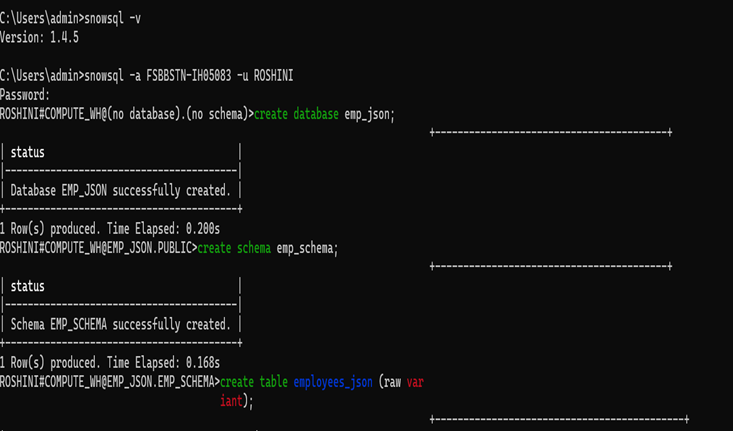 C:\Users\admin>snowsql -v
Version: 1.4.5
C:\Users\admin>snowsql -a FSBBSTN-IH05083 -u ROSHINI
Password:
ROSHINI#COMPUTE_WH@(no database).(no schema)>create database emp_json;
+-----------------------------------------+
| status                                  |
|-----------------------------------------|
| Database EMP_JSON successfully created. |
+-----------------------------------------+
1 Row(s) produced. Time Elapsed: 0.200s
ROSHINI#COMPUTE_WH@EMP_JSON.PUBLIC>create schema emp_schema;
+-----------------------------------------+
| status                                  |
|-----------------------------------------|
| Schema EMP_SCHEMA successfully created. |
+-----------------------------------------+
1 Row(s) produced. Time Elapsed: 0.168s
ROSHINI#COMPUTE_WH@EMP_JSON.EMP_SCHEMA>create table employees_json (raw var
iant);
+--------------------------------------------+